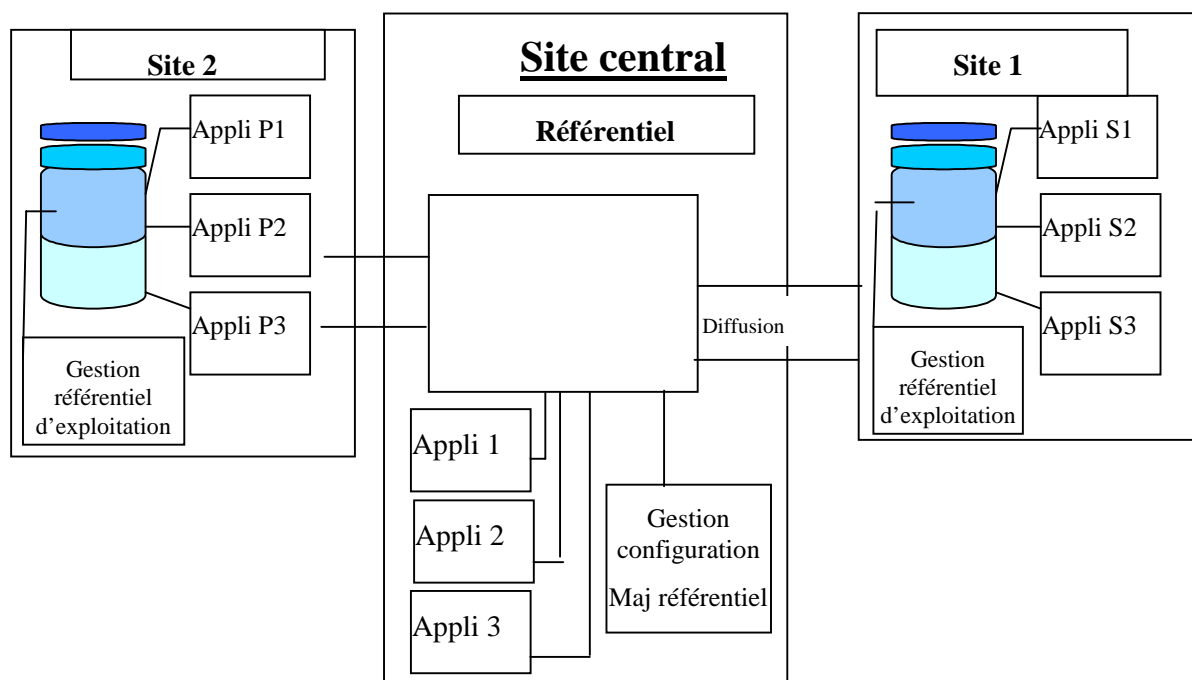 Site 2
Appli P1
Appli P2
Appli P3
Gestion
référentiel
d’exploitation
Site central
Référentiel
Diffusion
Appli 1
Appli 2
Appli 3
Gestion
configuration
Maj référentiel
Site 1
Appli S1
Appli S2
Appli S3
Gestion
référentiel
d’exploitation